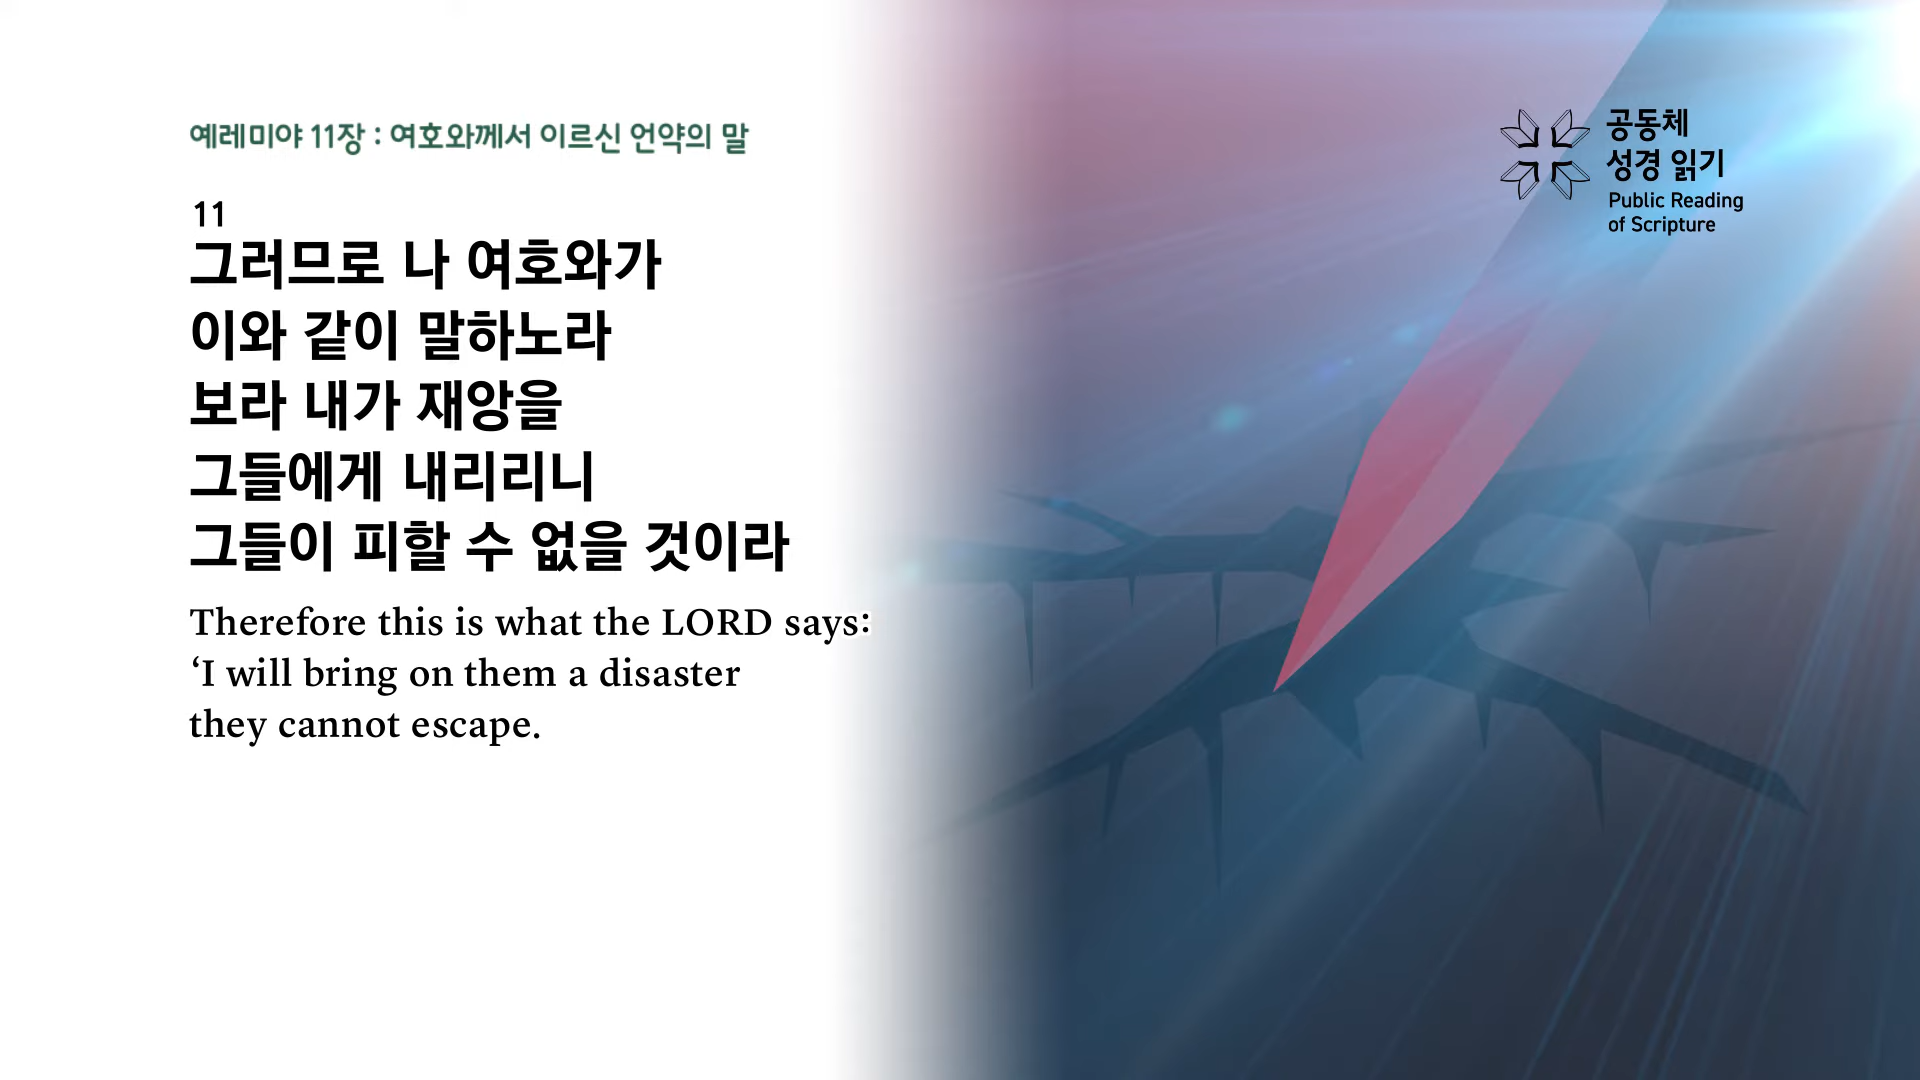 예레미야 11장 : 여호와께서 이르신 언약의 말
11
그러므로 나 여호와가
이와 같이 말하노라
보라 내가 재앙을
그들에게 내리리니
그들이 피할 수 없을 것이라
Therefore this is what the LORD says:
‘I will bring on them a disaster
they cannot escape.
공동체
성경 읽기
Public Reading
of Scripture